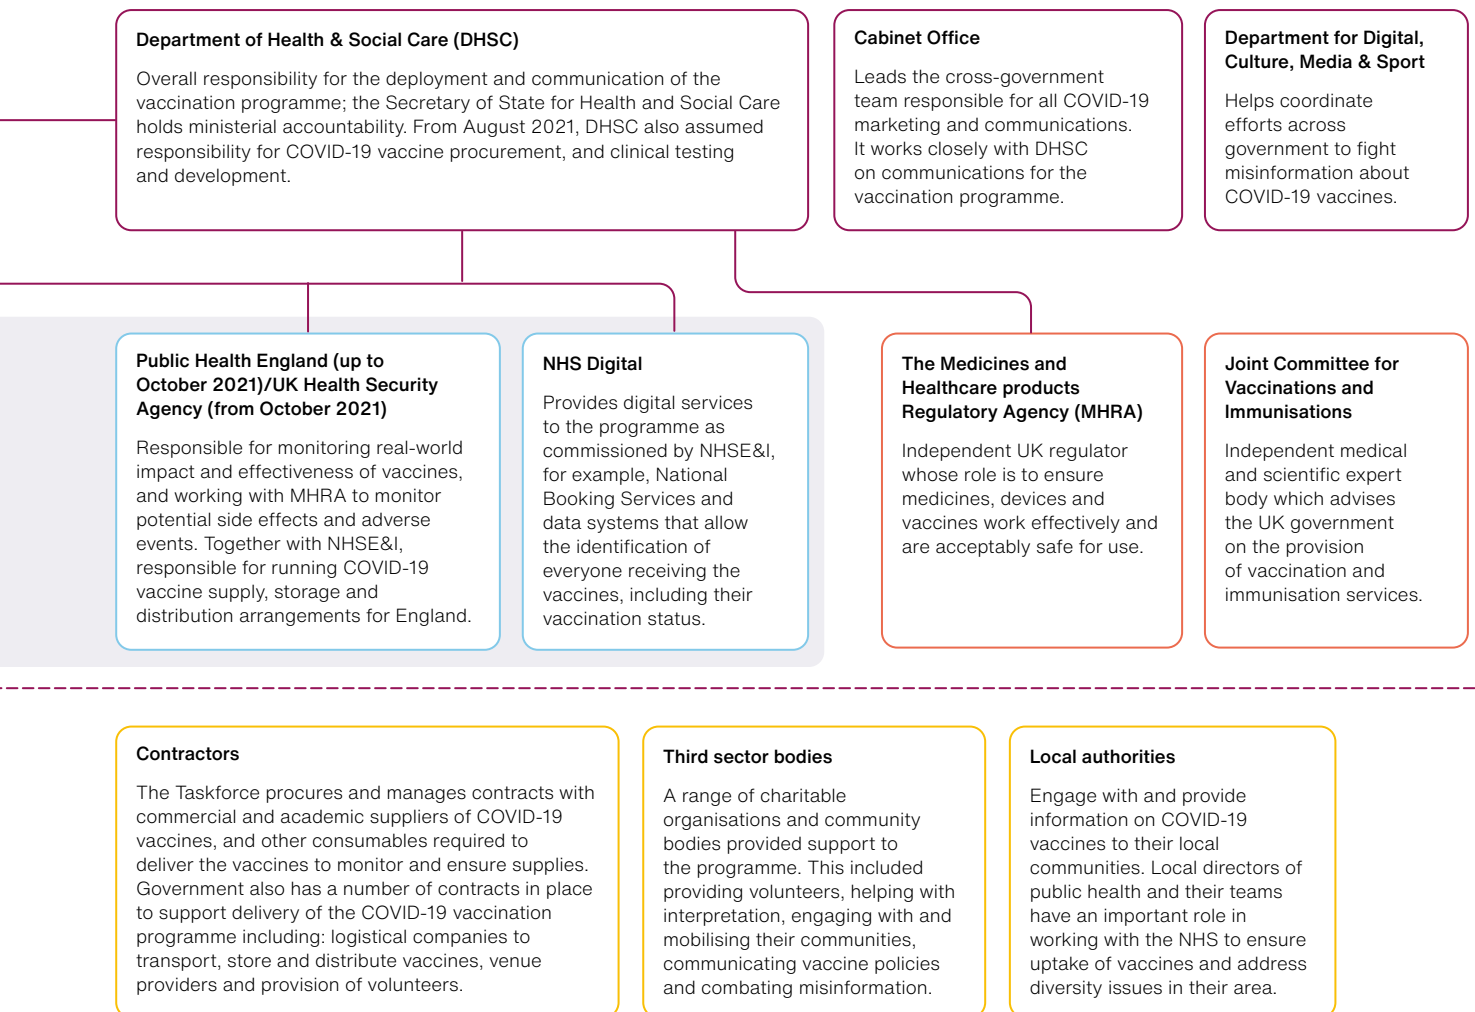 Department of Health & Social Care (DHSC)
Overall responsibility for the deployment and communication of the
vaccination programme; the Secretary of State for Health and Social Care
holds ministerial accountability. From August 2021, DHSC also assumed
responsibility for COVID-19 vaccine procurement, and clinical testing
and development.
Cabinet Office
Leads the cross-government
team responsible for all COVID-19
marketing and communications.
It works closely with DHSC
on communications for the
vaccination programme.
Department for Digital,
Culture, Media & Sport
Helps coordinate
efforts across
government to fight
misinformation about
COVID-19 vaccines.
Public Health England (up to
October 2021)/UK Health Security
Agency (from October 2021)
Responsible for monitoring real-world
impact and effectiveness of vaccines,
and working with MHRA to monitor
potential side effects and adverse
events. Together with NHSE&I,
responsible for running COVID-19
vaccine supply, storage and
distribution arrangements for England.
NHS Digital
Provides digital services
to the programme as
commissioned by NHSE&I,
for example, National
Booking Services and
data systems that allow
the identification of
everyone receiving the
vaccines, including their
vaccination status.
The Medicines and
Healthcare products
Regulatory Agency (MHRA)
Independent UK regulator
whose role is to ensure
medicines, devices and
vaccines work effectively and
are acceptably safe for use.
Joint Committee for
Vaccinations and
Immunisations
Independent medical
and scientific expert
body which advises
the UK government
on the provision
of vaccination and
immunisation services.
Contractors
The Taskforce procures and manages contracts with
commercial and academic suppliers of COVID-19
vaccines, and other consumables required to
deliver the vaccines to monitor and ensure supplies.
Government also has a number of contracts in place
to support delivery of the COVID-19 vaccination
programme including: logistical companies to
transport, store and distribute vaccines, venue
providers and provision of volunteers.
Third sector bodies
A range of charitable
organisations and community
bodies provided support to
the programme. This included
providing volunteers, helping with
interpretation, engaging with and
mobilising their communities,
communicating vaccine policies
and combating misinformation.
Local authorities
Engage with and provide
information on COVID-19
vaccines to their local
communities. Local directors of
public health and their teams
have an important role in
working with the NHS to ensure
uptake of vaccines and address
diversity issues in their area.